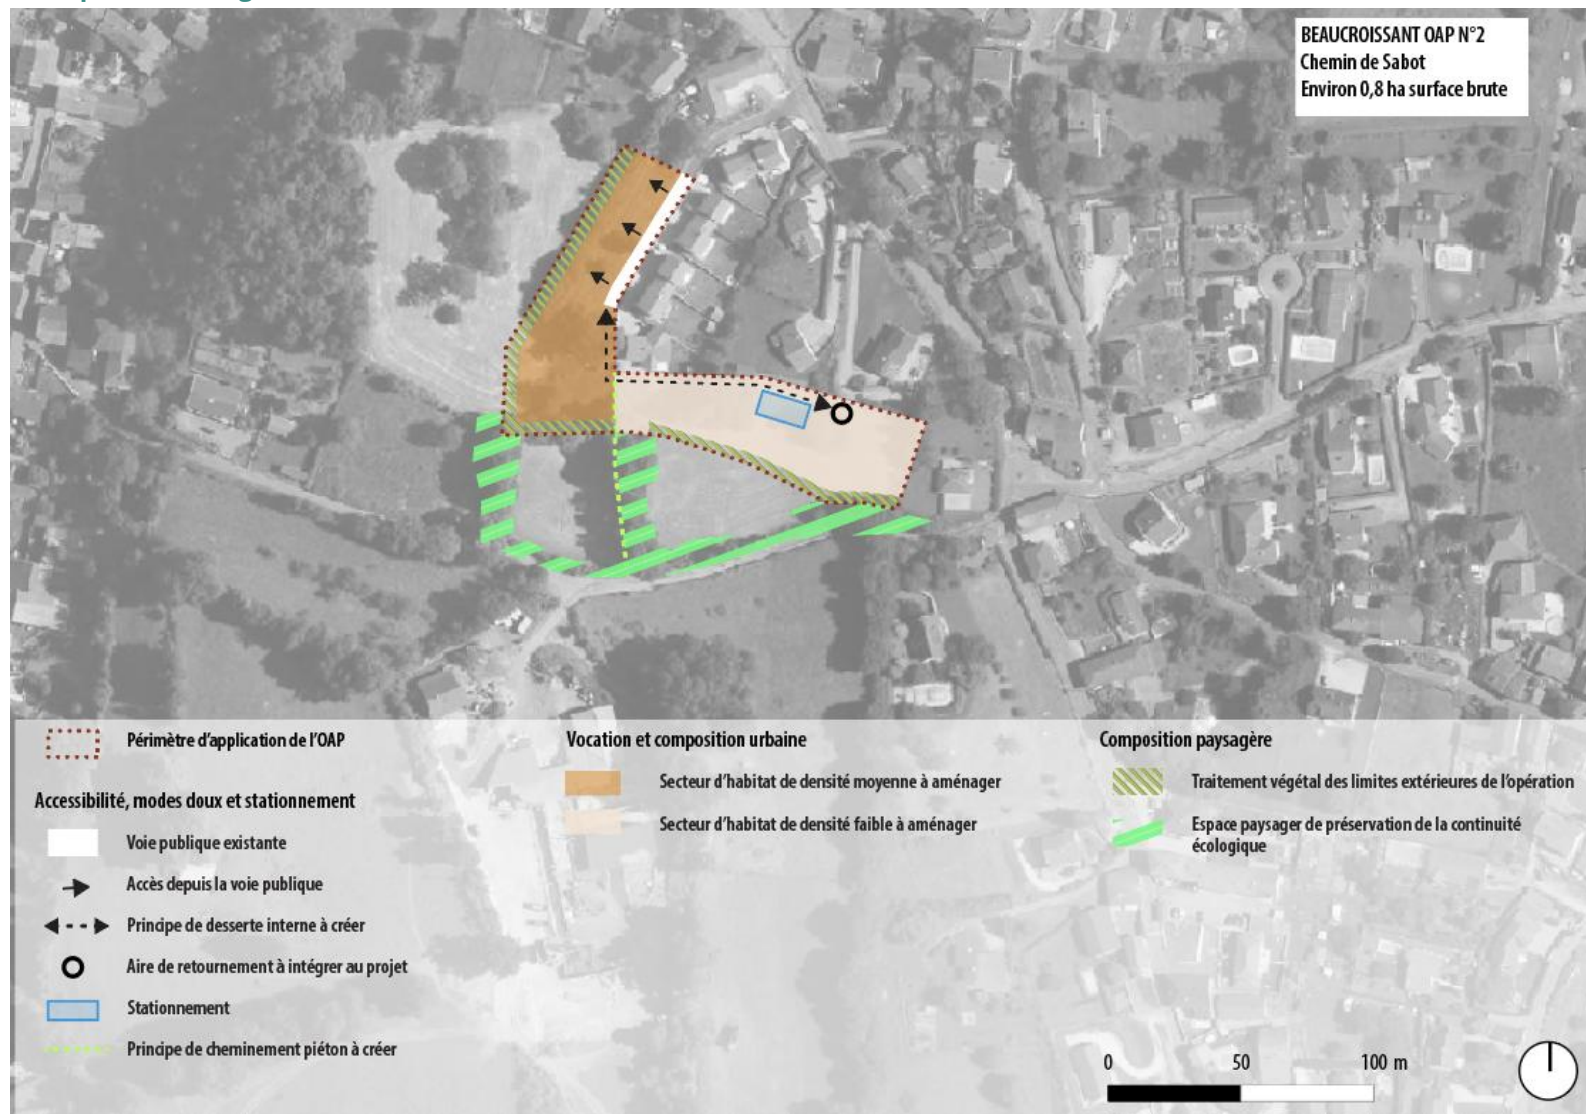 BEAUCROISSANT OAP N°2
Chemin de Sabot
Environ 0,8 ha surface brute
Périmètre d'application de l'OAP
Accessibilité, modes doux et stationnement
Voie publique existante
Accès depuis la voie publique
Principe de desserte interne à créer
Aire de retournement à intégrer au projet
Stationnement
Principe de cheminement piéton à créer
Vocation et composition urbaine
Secteur d'habitat de densité moyenne à aménager
Secteur d'habitat de densité faible à aménager
Composition paysagère
Traitement végétal des limites extérieures de l'opération
Espace paysager de préservation de la continuité
écologique
0 50 100 m